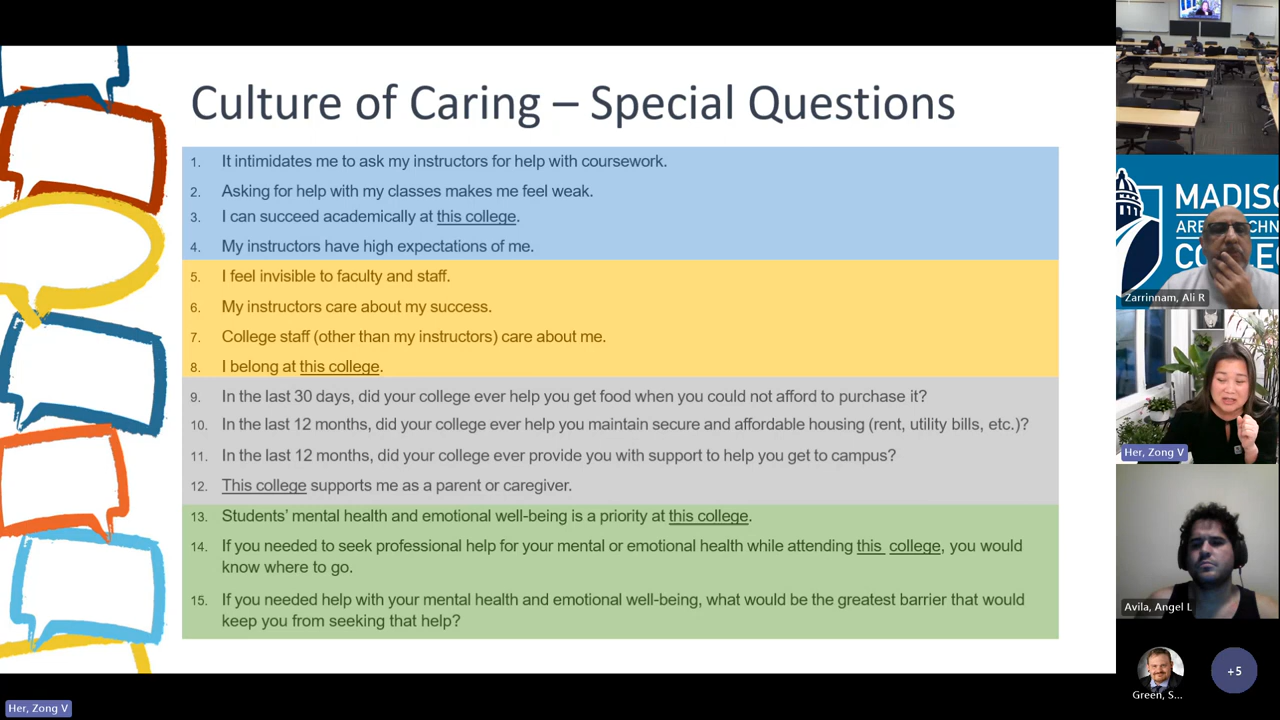 Culture of Caring – Special Questions
1. It intimidates me to ask my instructors for help with coursework.
2. Asking for help with my classes makes me feel weak.
3. I can succeed academically at this college.
4. My instructors have high expectations of me.
5. I feel invisible to faculty and staff.
6. My instructors care about my success.
7. College staff (other than my instructors) care about me.
8. I belong at this college.
9. In the last 30 days, did your college ever help you get food when you could not afford to purchase it?
10. In the last 12 months, did your college ever help you maintain secure and affordable housing (rent, utility bills, etc.)?
11. In the last 12 months, did your college ever provide you with support to help you get to campus?
12. This college supports me as a parent or caregiver.
13. Students’ mental health and emotional well-being is a priority at this college.
14. If you needed to seek professional help for your mental or emotional health while attending this college, you would
know where to go.
15. If you needed help with your mental health and emotional well-being, what would be the greatest barrier that would
keep you from seeking that help?
Her, Zong V
MADISO
ARE CHN
CO EG
Zarrinnam, Ali R
Her, Zong V
Avila, Angel L
Green, S...
+5